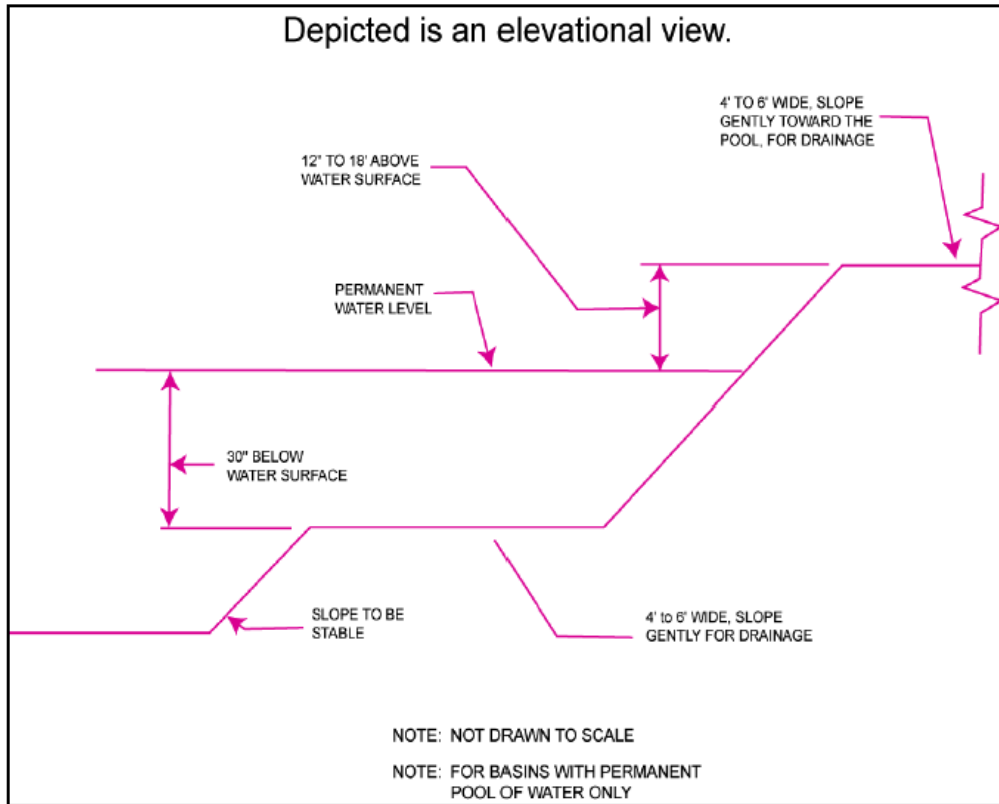 Depicted is an elevational view.
4' TO 6' WIDE, SLOPE
GENTLY TOWARD THE
POOL, FOR DRAINAGE
12" TO 18' ABOVE
WATER SURFACE
PERMANENT
WATER LEVEL
30" BELOW
WATER SURFACE
SLOPE TO BE
STABLE
4' to 6' WIDE, SLOPE
GENTLY FOR DRAINAGE
NOTE: NOT DRAWN TO SCALE
NOTE: FOR BASINS WITH PERMANENT
POOL OF WATER ONLY